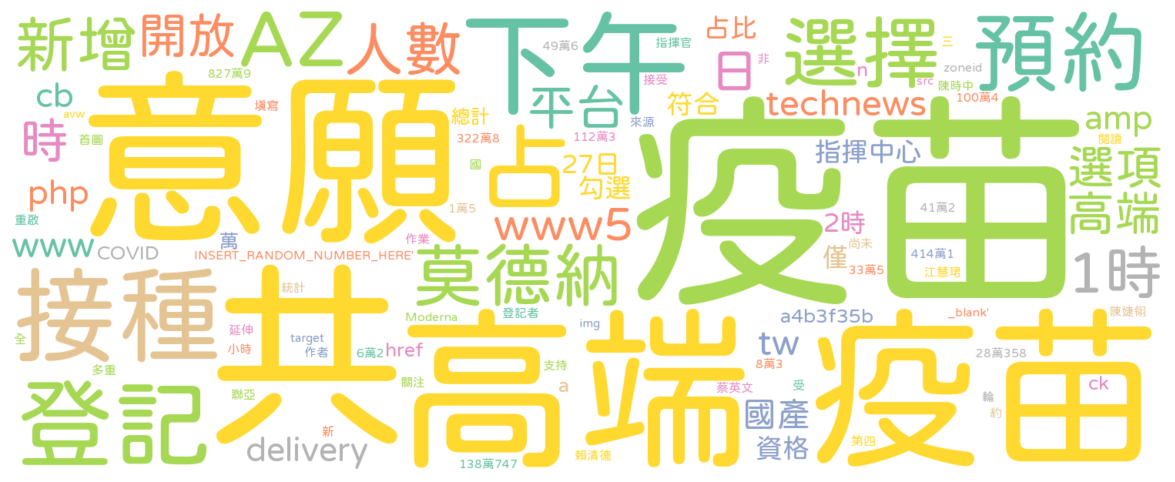 新增
開放
AZ
人數
下午
49萬6
指揮官
占比
日
非
選擇
三
預約
827萬9
接受
n
src
zoneid
陳時中
cb
avw
填寫
總計
平台
符合
technews
100萬4
amp
時
首圖
意願
322萬8
112萬3
來源
疫苗
閱讀
國
占
27日
勾選
指揮中心
選項
php
1萬5
www5
2時
41萬2
高端
重啟
www
COVID
萬
作業
尚未
僅
414萬1
1時
INSERT_RANDOM_NUMBER_HERE'
莫德納
33萬5
江慧珺
接種
統計
共
Moderna
登記者
高端
img
a4b3f35b
_blank'
疫苗
陳婕翎
延伸
target
全
小時
作者
6萬2
href
tw
28萬358
多重
支持
8萬3
關注
a
蔡英文
受
ck
登記
聯亞
國產
輪
約
新
delivery
資格
第四
138萬747
賴清德